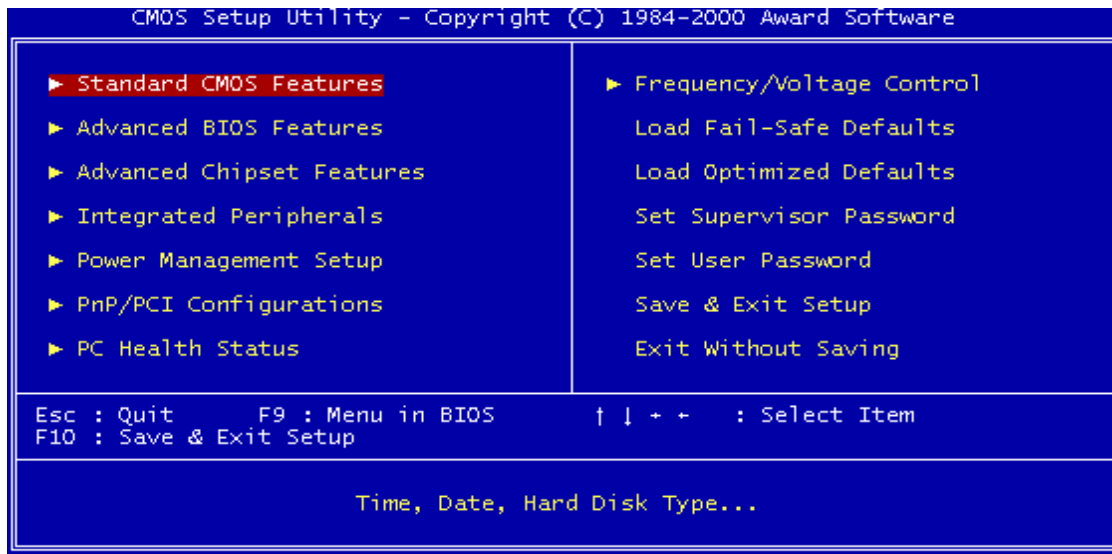 CMOS Setup Utility – Copyright (C) 1984–2000 Award Software
▶ Standard CMOS Features
▶ Advanced BIOS Features
▶ Advanced Chipset Features
▶ Integrated Peripherals
▶ Power Management Setup
▶ PnP/PCI Configurations
▶ PC Health Status
▶ Frequency/Voltage Control
Load Fail–Safe Defaults
Load Optimized Defaults
Set Supervisor Password
Set User Password
Save & Exit Setup
Exit Without Saving
Esc : Quit F9 : Menu in BIOS ↑ ↓ → ← : Select Item
F10 : Save & Exit Setup
Time, Date, Hard Disk Type...